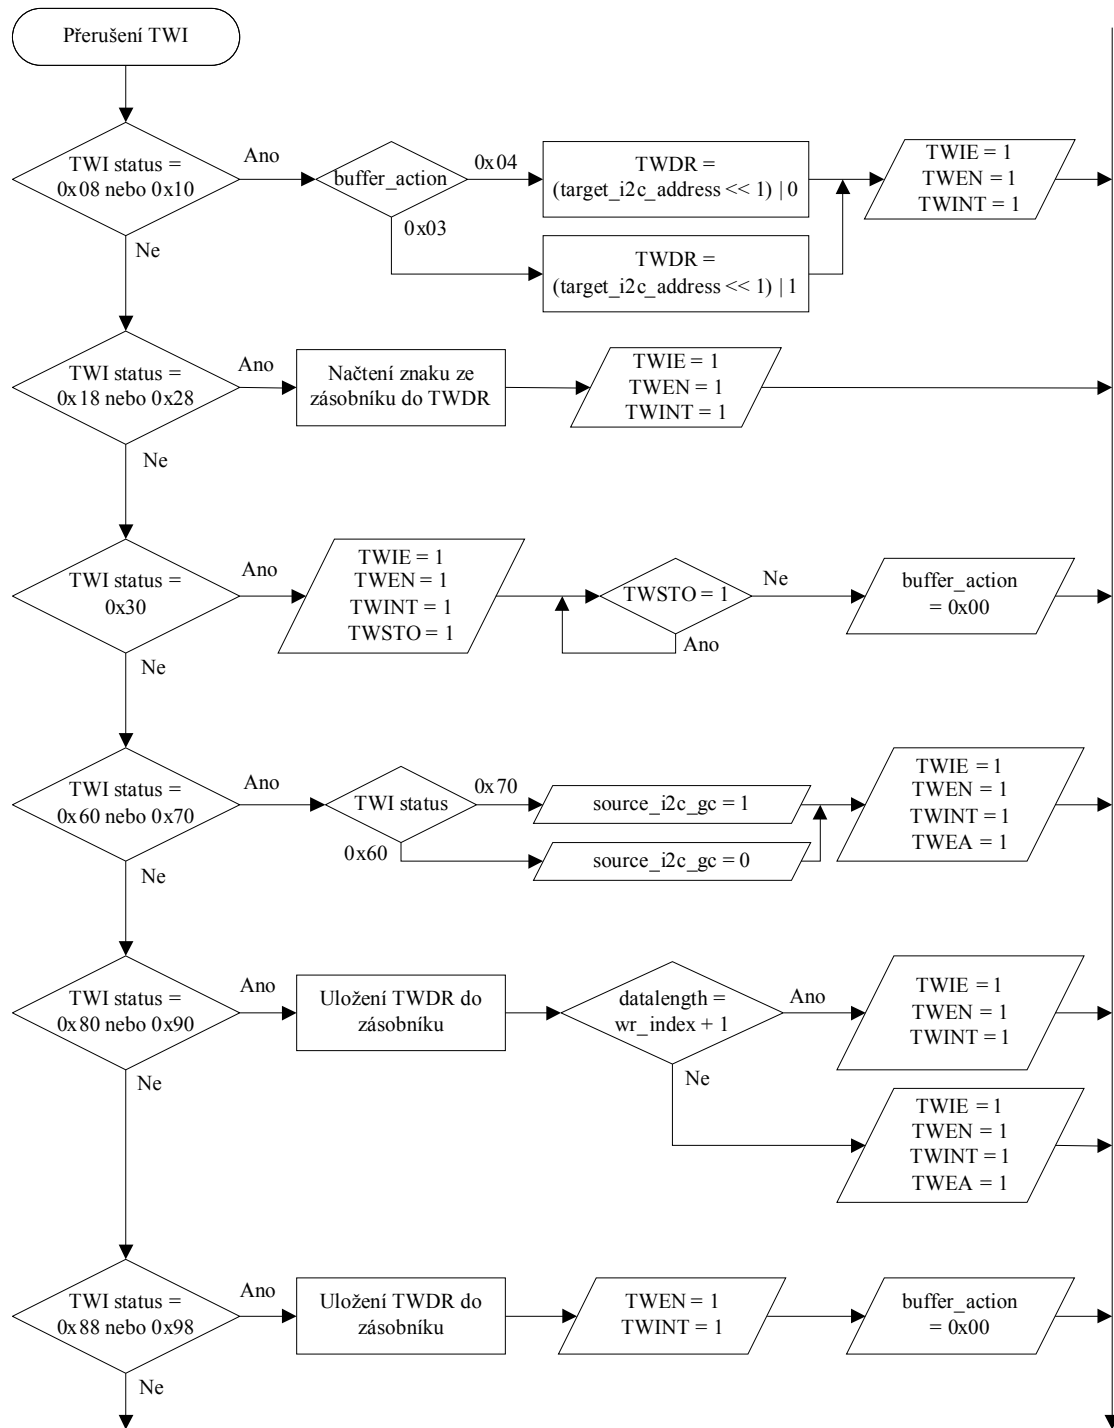 Přerušení TWI
TWI status =
0x08 nebo 0x10
Ano
buffer_action
0x04
TWDR =
(target_i2c_address << 1) | 0
TWIE = 1
TWEN = 1
TWINT = 1
0x03
TWDR =
(target_i2c_address << 1) | 1
Ne
TWI status =
0x18 nebo 0x28
Ano
Načtení znaku ze
zásobníku do TWDR
TWIE = 1
TWEN = 1
TWINT = 1
Ne
TWI status =
0x30
Ano
TWIE = 1
TWEN = 1
TWINT = 1
TWSTO = 1
TWSTO = 1
Ne
Ano
buffer_action
= 0x00
Ne
TWI status =
0x60 nebo 0x70
Ano
TWI status
0x70
source_i2c_gc = 1
0x60
source_i2c_gc = 0
TWIE = 1
TWEN = 1
TWINT = 1
TWEA = 1
Ne
TWI status =
0x80 nebo 0x90
Ano
Uložení TWDR do
zásobníku
datalength =
wr_index + 1
Ano
TWIE = 1
TWEN = 1
TWINT = 1
Ne
TWIE = 1
TWEN = 1
TWINT = 1
TWEA = 1
Ne
TWI status =
0x88 nebo 0x98
Ano
Uložení TWDR do
zásobníku
TWEN = 1
TWINT = 1
buffer_action
= 0x00
Ne